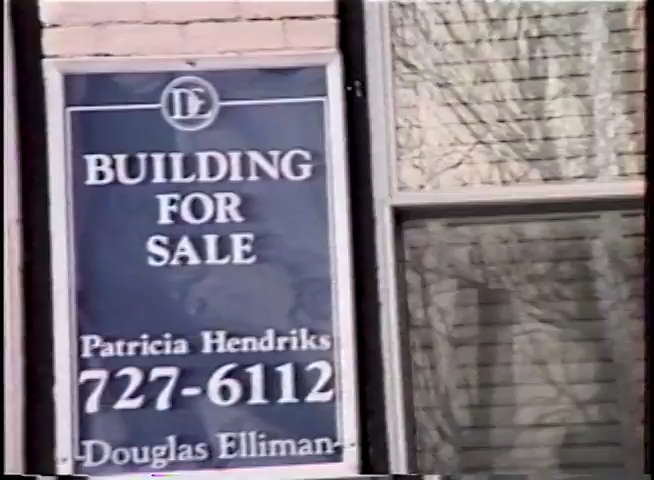 DE
BUILDING
FOR
SALE
Patricia Hendriks
727-6112
Douglas Elliman